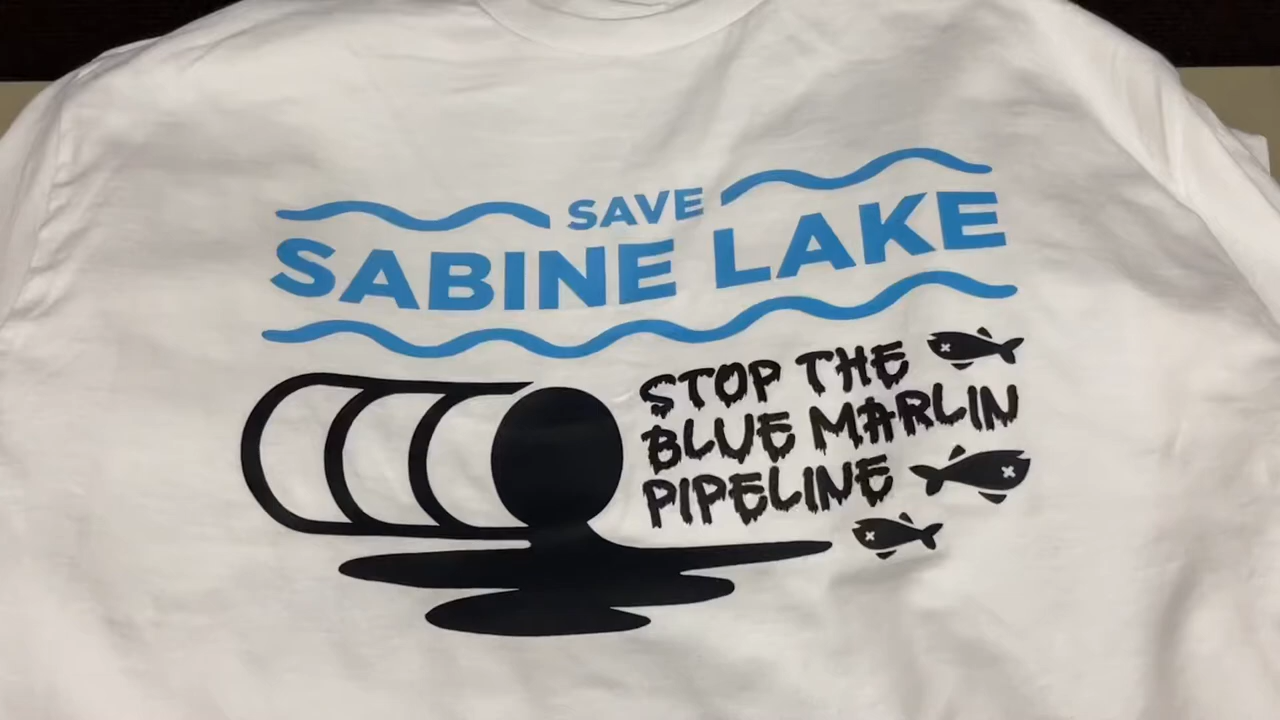 SAVE
SABINE LAKE
STOP THE
BLUE MARLIN
PIPELINE